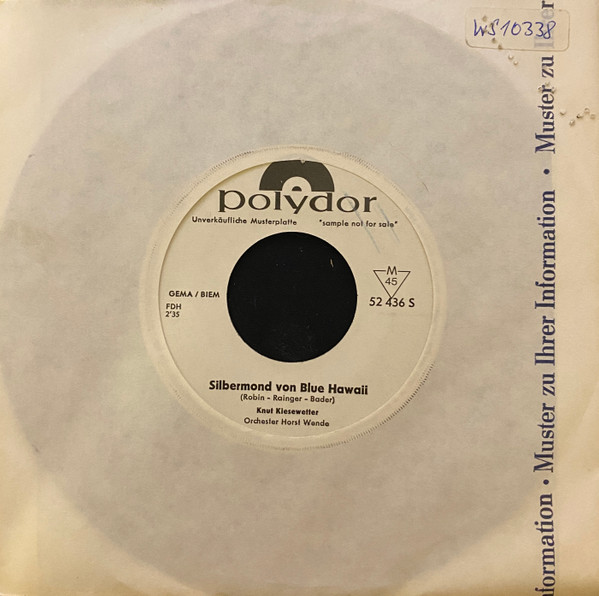 WS10338
polydor
Unverkäufliche Musterplatte "sample not for sale"
M
45
52 436 S
GEMA / BIEM
FDH
2'35
Silbermond von Blue Hawaii
(Robin - Rainger - Bader)
Knut Kiesewetter
Orchester Horst Wende
formation • Muster zu Ihrer Information • Muster zu Ihrer